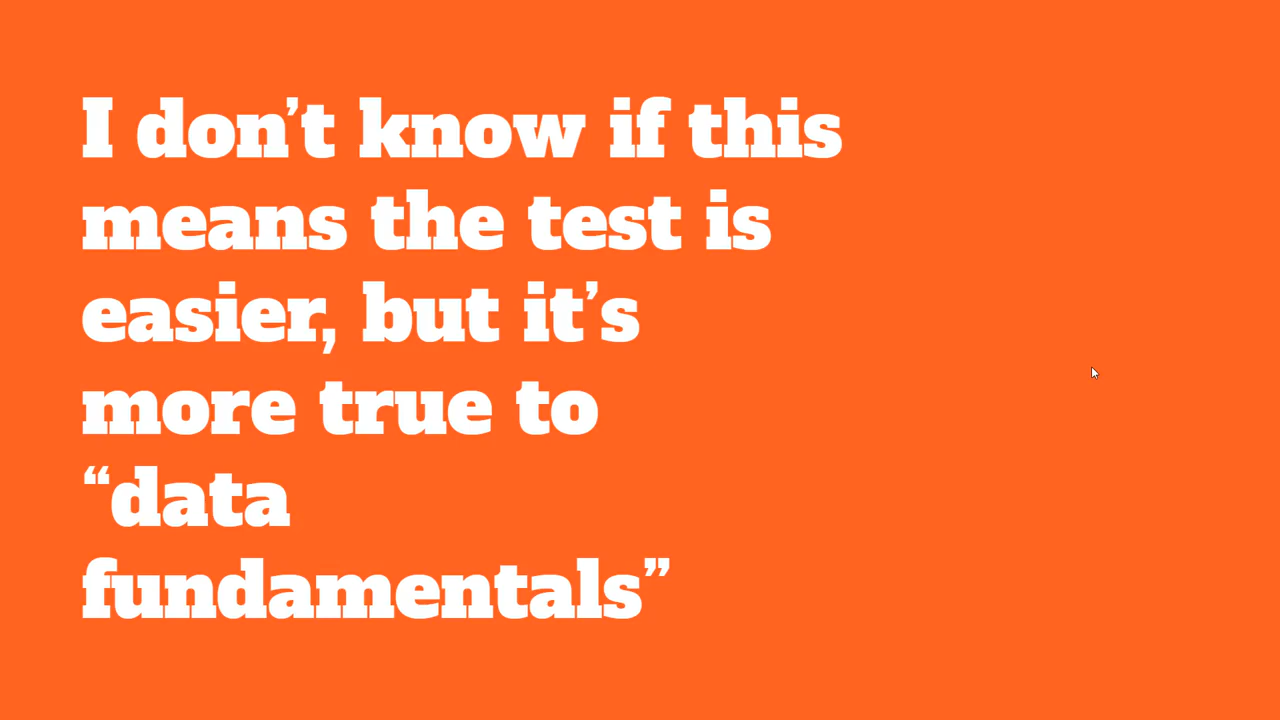 I don’t know if this
means the test is
easier, but it’s
more true to
“data
fundamentals”